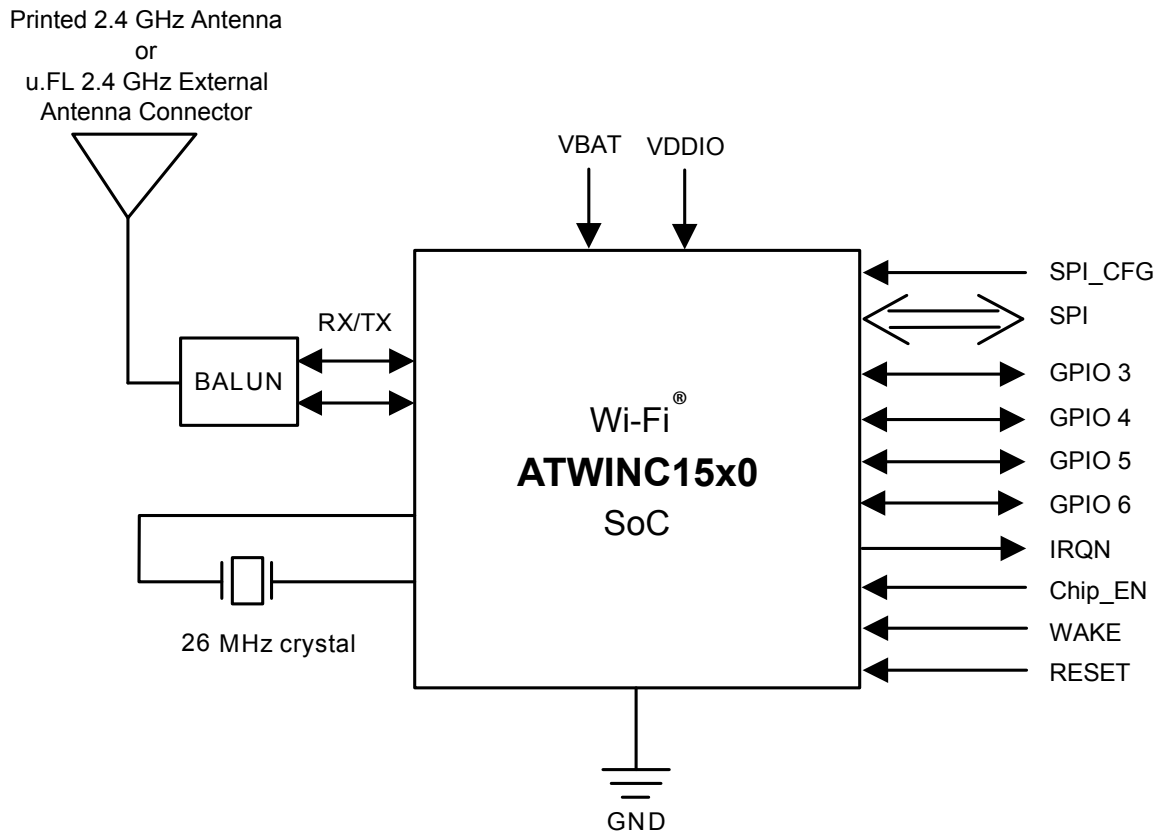 Printed 2.4 GHz Antenna
or
u.FL 2.4 GHz External
Antenna Connector
VBAT
VDDIO
RX/TX
BALUN
26 MHz crystal
Wi-Fi®
ATWINC15x0
SoC
SPI_CFG
SPI
GPIO 3
GPIO 4
GPIO 5
GPIO 6
IRQN
Chip_EN
WAKE
RESET
GND